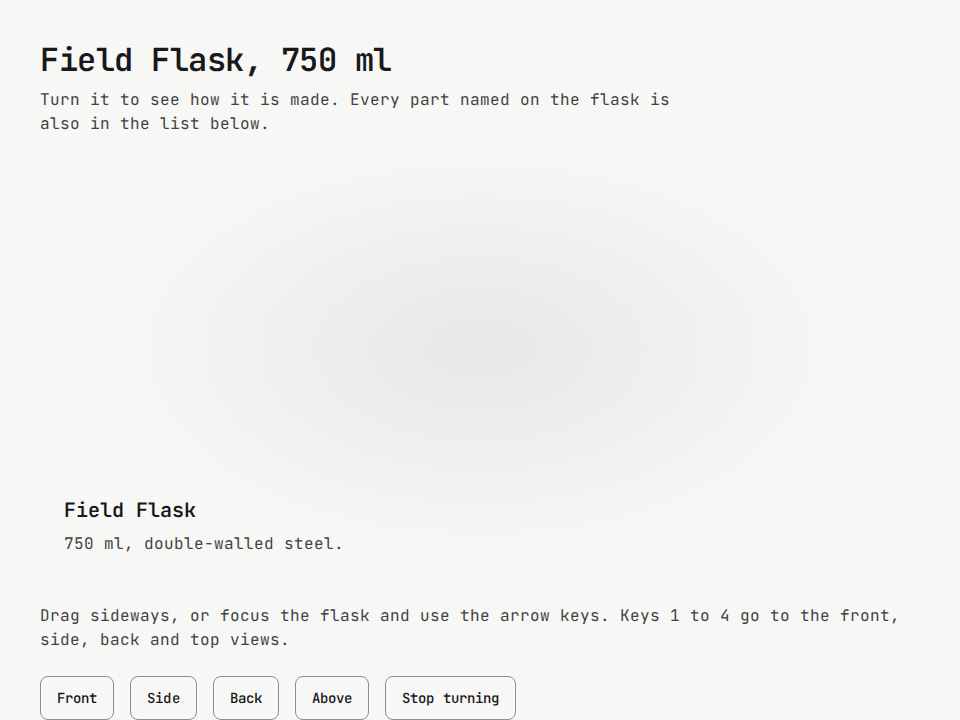 Field Flask, 750 ml
Turn it to see how it is made. Every part named on the flask is
also in the list below.
Field Flask
750 ml, double-walled steel.
Drag sideways, or focus the flask and use the arrow keys. Keys 1 to 4 go to the front,
side, back and top views.
Front Side Back Above Stop turning